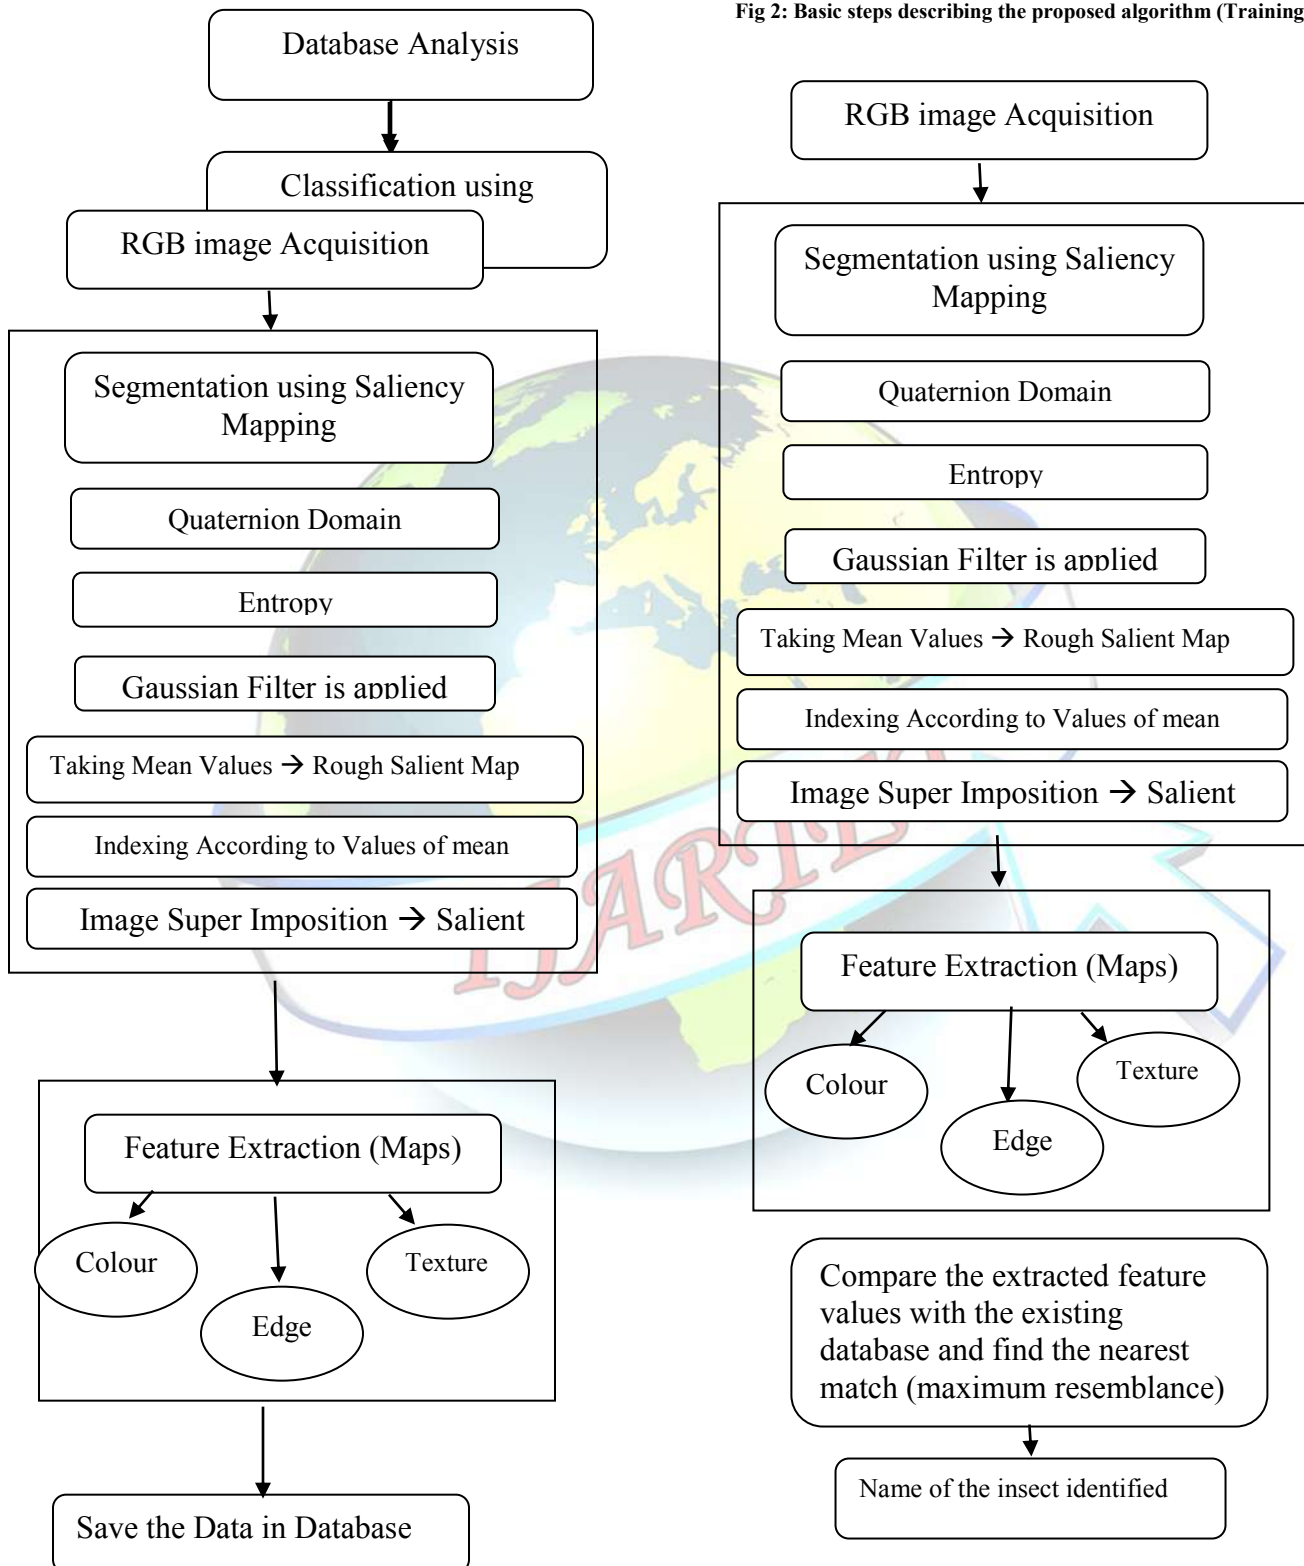 Fig 2: Basic steps describing the proposed algorithm (Training
Database Analysis
Classification using
RGB image Acquisition
Segmentation using Saliency
Mapping
Quaternion Domain
Entropy
Gaussian Filter is applied
Taking Mean Values → Rough Salient Map
Indexing According to Values of mean
Image Super Imposition → Salient
Feature Extraction (Maps)
Colour
Edge
Texture
Save the Data in Database
RGB image Acquisition
Segmentation using Saliency
Mapping
Quaternion Domain
Entropy
Gaussian Filter is applied
Taking Mean Values → Rough Salient Map
Indexing According to Values of mean
Image Super Imposition → Salient
Feature Extraction (Maps)
Colour
Edge
Texture
Compare the extracted feature
values with the existing
database and find the nearest
match (maximum resemblance)
Name of the insect identified
IJARTET